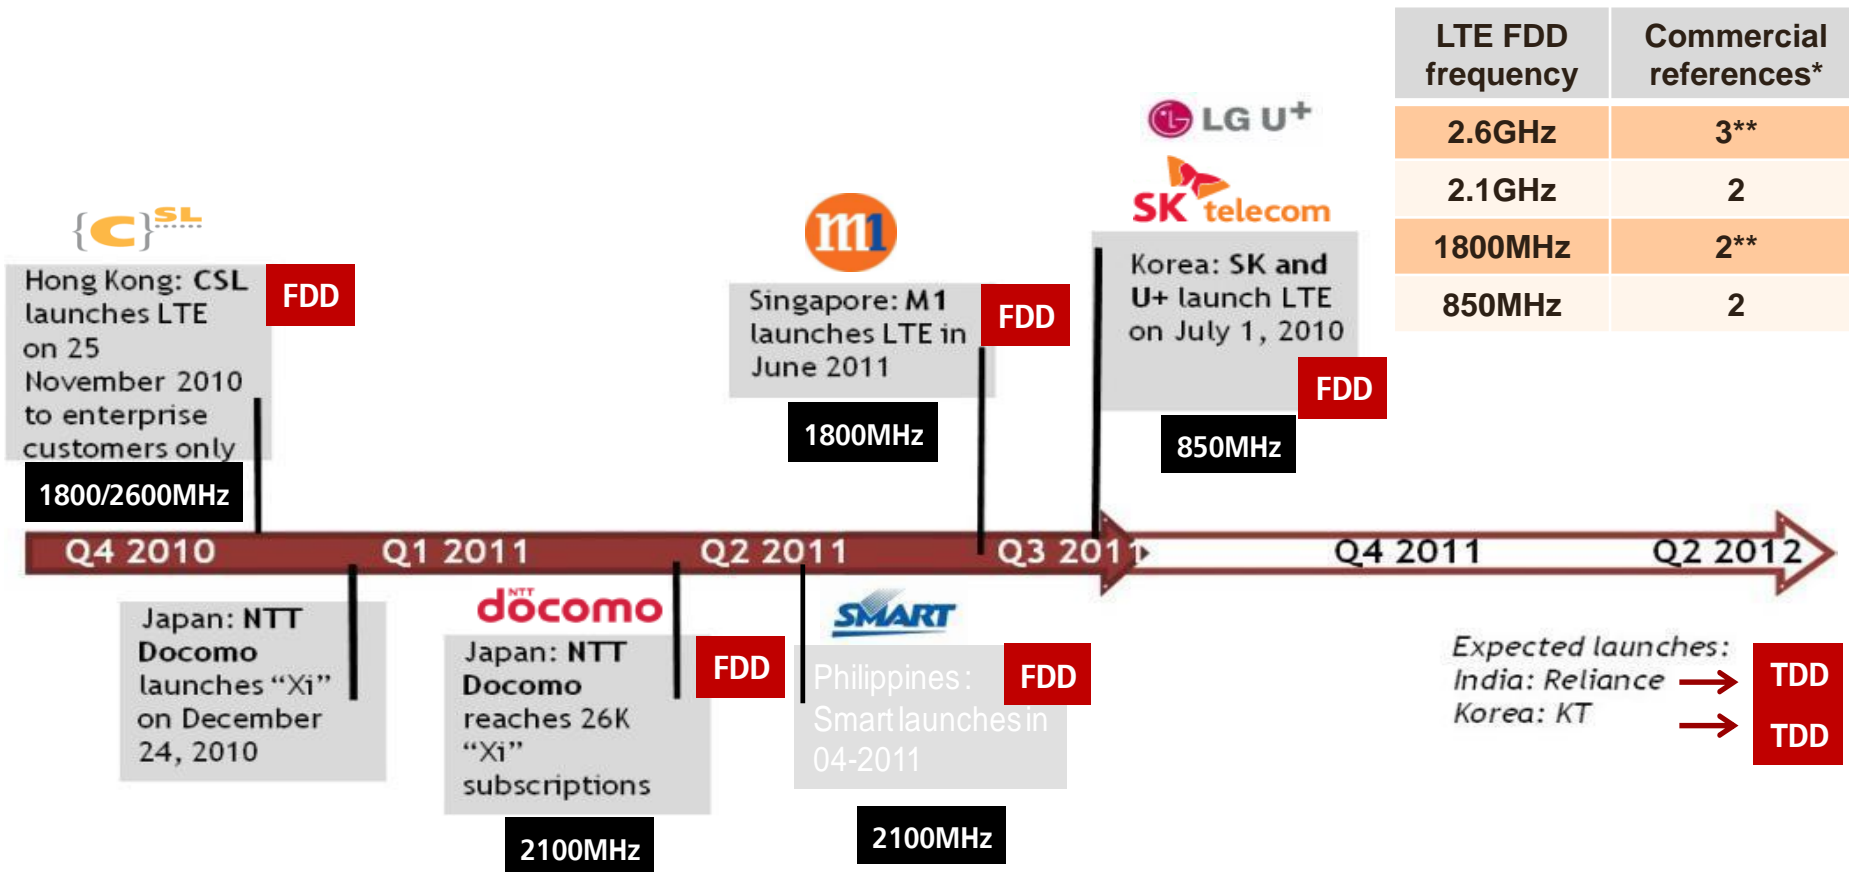 LTE FDD
frequency
Commercial
references*
2.6GHz
3**
2.1GHz
2
1800MHz
2**
850MHz
2
{C}SL
Hong Kong: CSL
launches LTE
on 25
November 2010
to enterprise
customers only
FDD
1800/2600MHz
m1
Singapore: M1
launches LTE in
June 2011
FDD
1800MHz
LG U+
SK telecom
Korea: SK and
U+ launch LTE
on July 1, 2010
FDD
850MHz
Q4 2010
Q1 2011
Q2 2011
Q3 2011
Q4 2011
Q2 2012
Japan: NTT
Docomo
launches “Xi”
on December
24, 2010
NTT
döcomo
Japan: NTT
Docomo
reaches 26K
“Xi”
subscriptions
FDD
2100MHz
SMART
Philippines:
Smart launches in
04-2011
FDD
2100MHz
Expected launches:
India: Reliance
Korea: KT
TDD
TDD